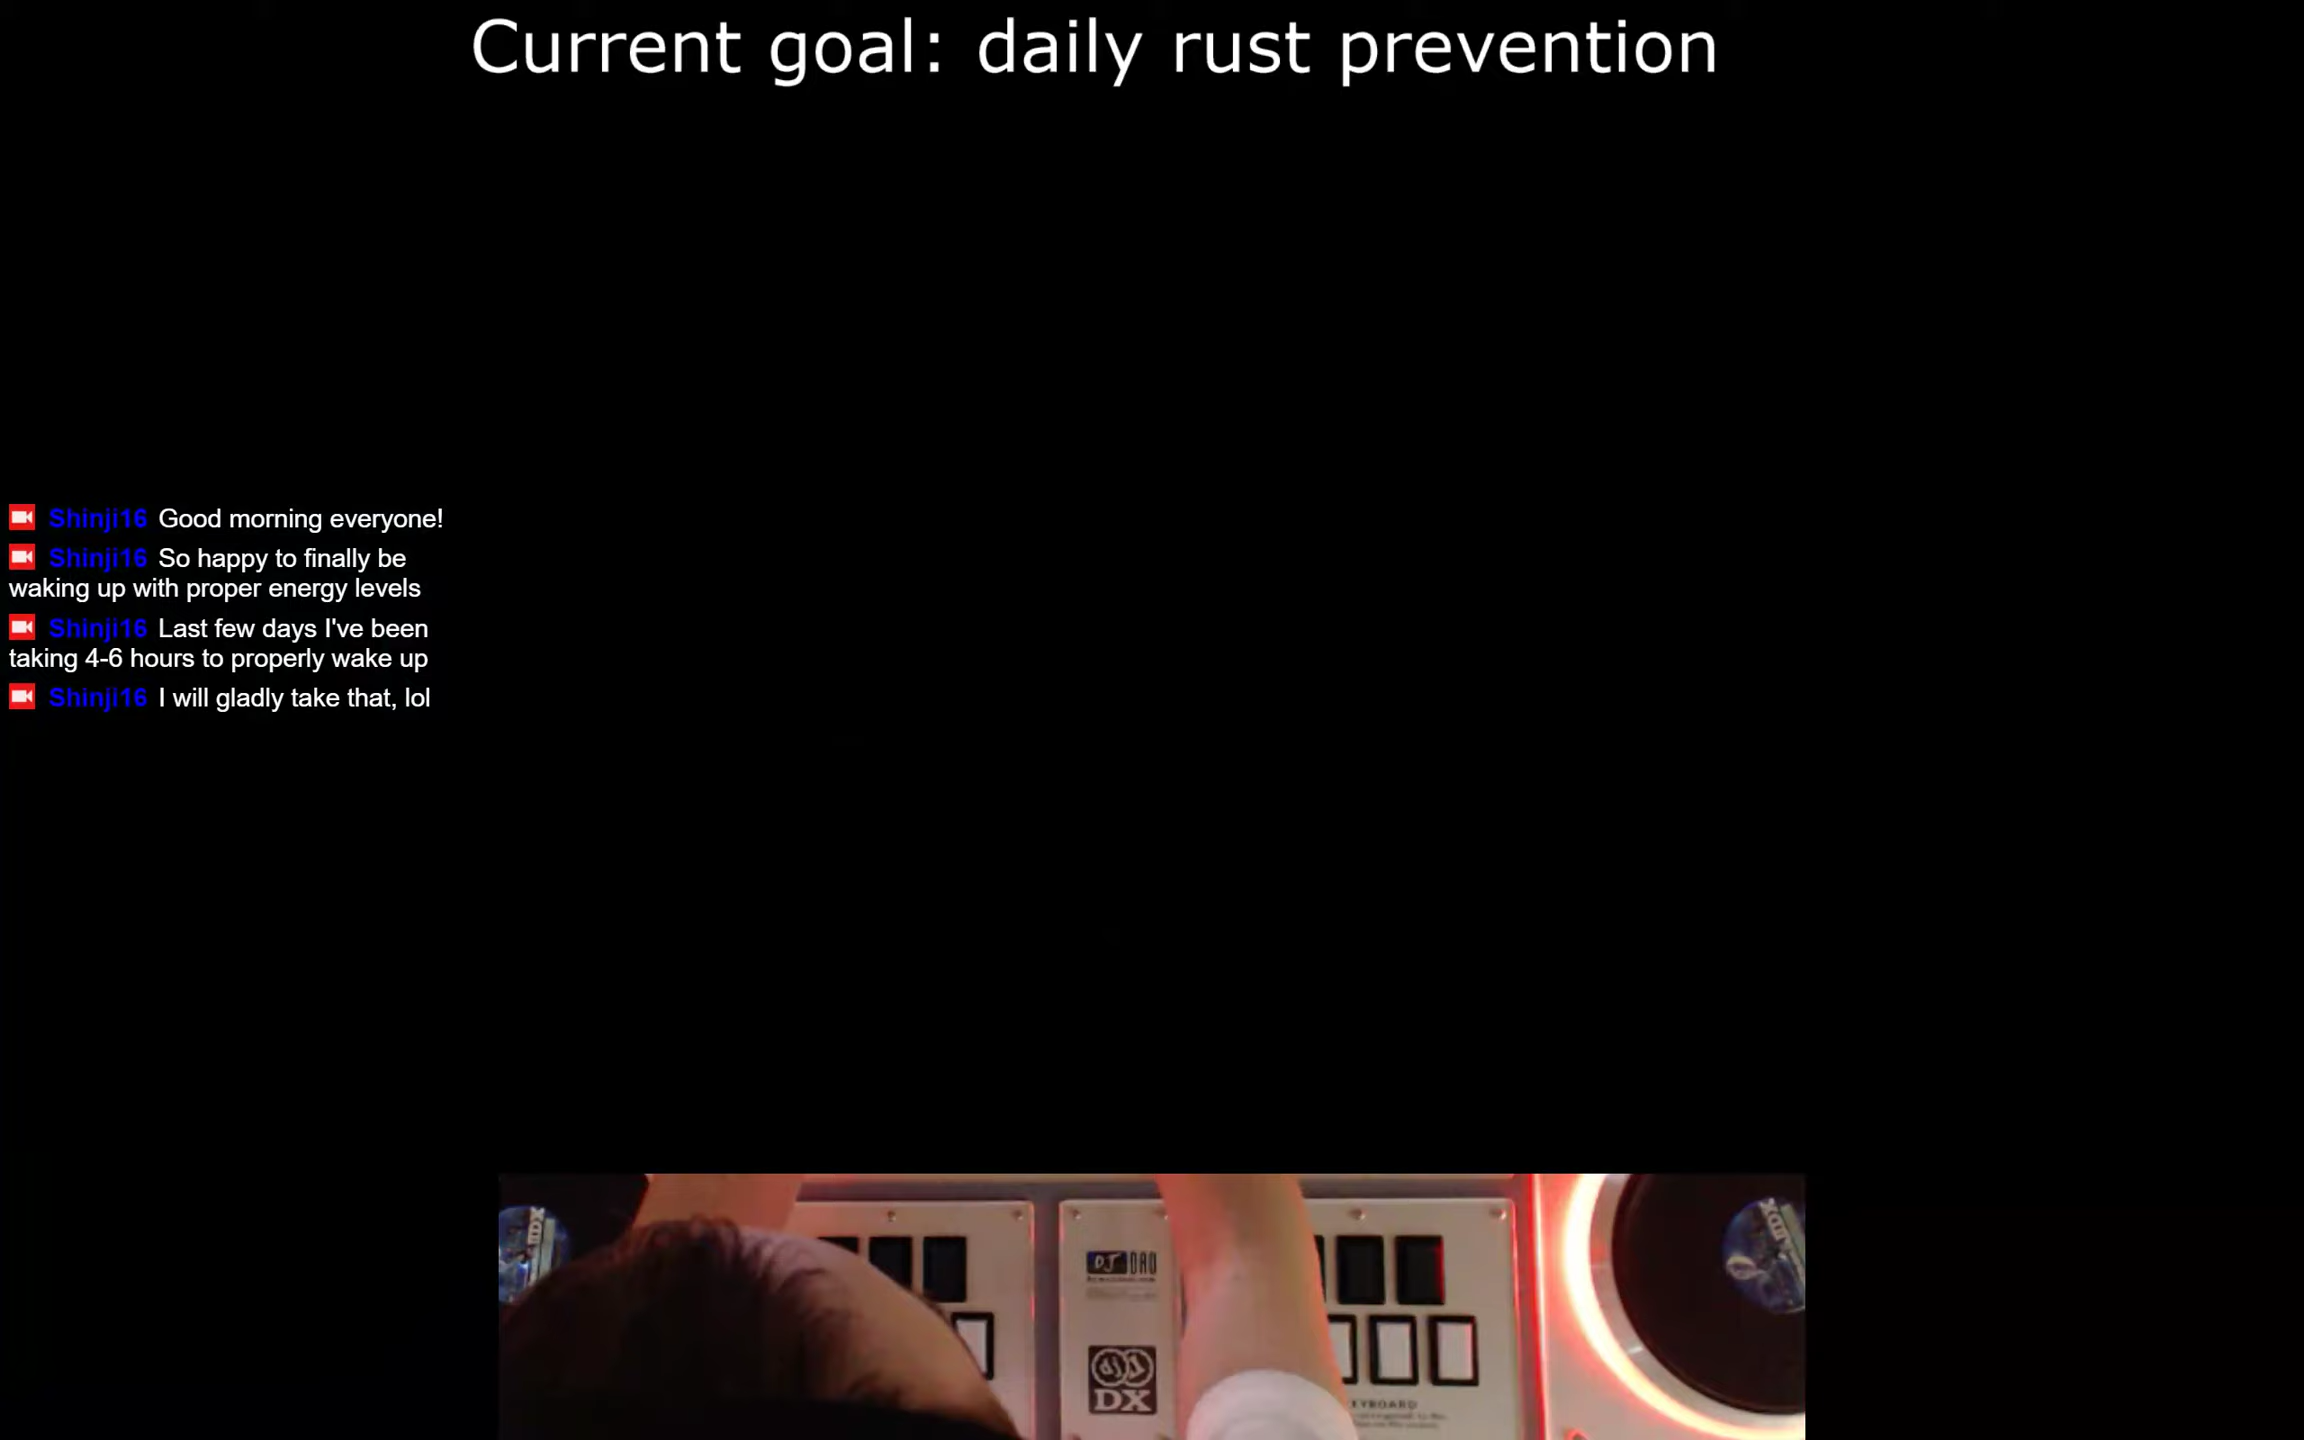 Current goal: daily rust prevention
Shinji16 Good morning everyone!
Shinji16 So happy to finally be
waking up with proper energy levels
Shinji16 Last few days I've been
taking 4-6 hours to properly wake up
Shinji16 I will gladly take that, lol
DJ DAO
DX